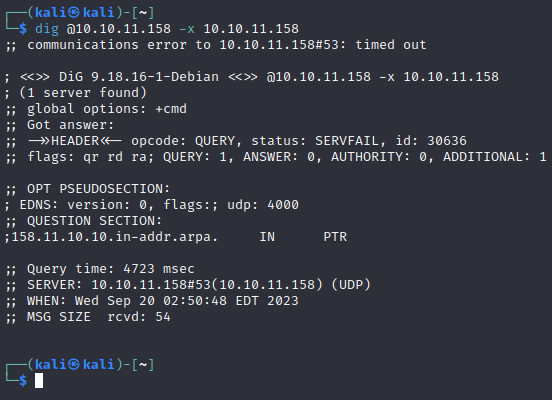 ┌──(kali㉿kali)-[~]
└─$ dig @10.10.11.158 -x 10.10.11.158
;; communications error to 10.10.11.158#53: timed out

; <<>> DiG 9.18.16-1-Debian <<>> @10.10.11.158 -x 10.10.11.158
; (1 server found)
;; global options: +cmd
;; Got answer:
;; ->>HEADER<<- opcode: QUERY, status: SERVFAIL, id: 30636
;; flags: qr rd ra; QUERY: 1, ANSWER: 0, AUTHORITY: 0, ADDITIONAL: 1

;; OPT PSEUDOSECTION:
; EDNS: version: 0, flags:; udp: 4000
;; QUESTION SECTION:
;158.11.10.10.in-addr.arpa.     IN      PTR

;; Query time: 4723 msec
;; SERVER: 10.10.11.158#53(10.10.11.158) (UDP)
;; WHEN: Wed Sep 20 02:50:48 EDT 2023
;; MSG SIZE  rcvd: 54

┌──(kali㉿kali)-[~]
└─$